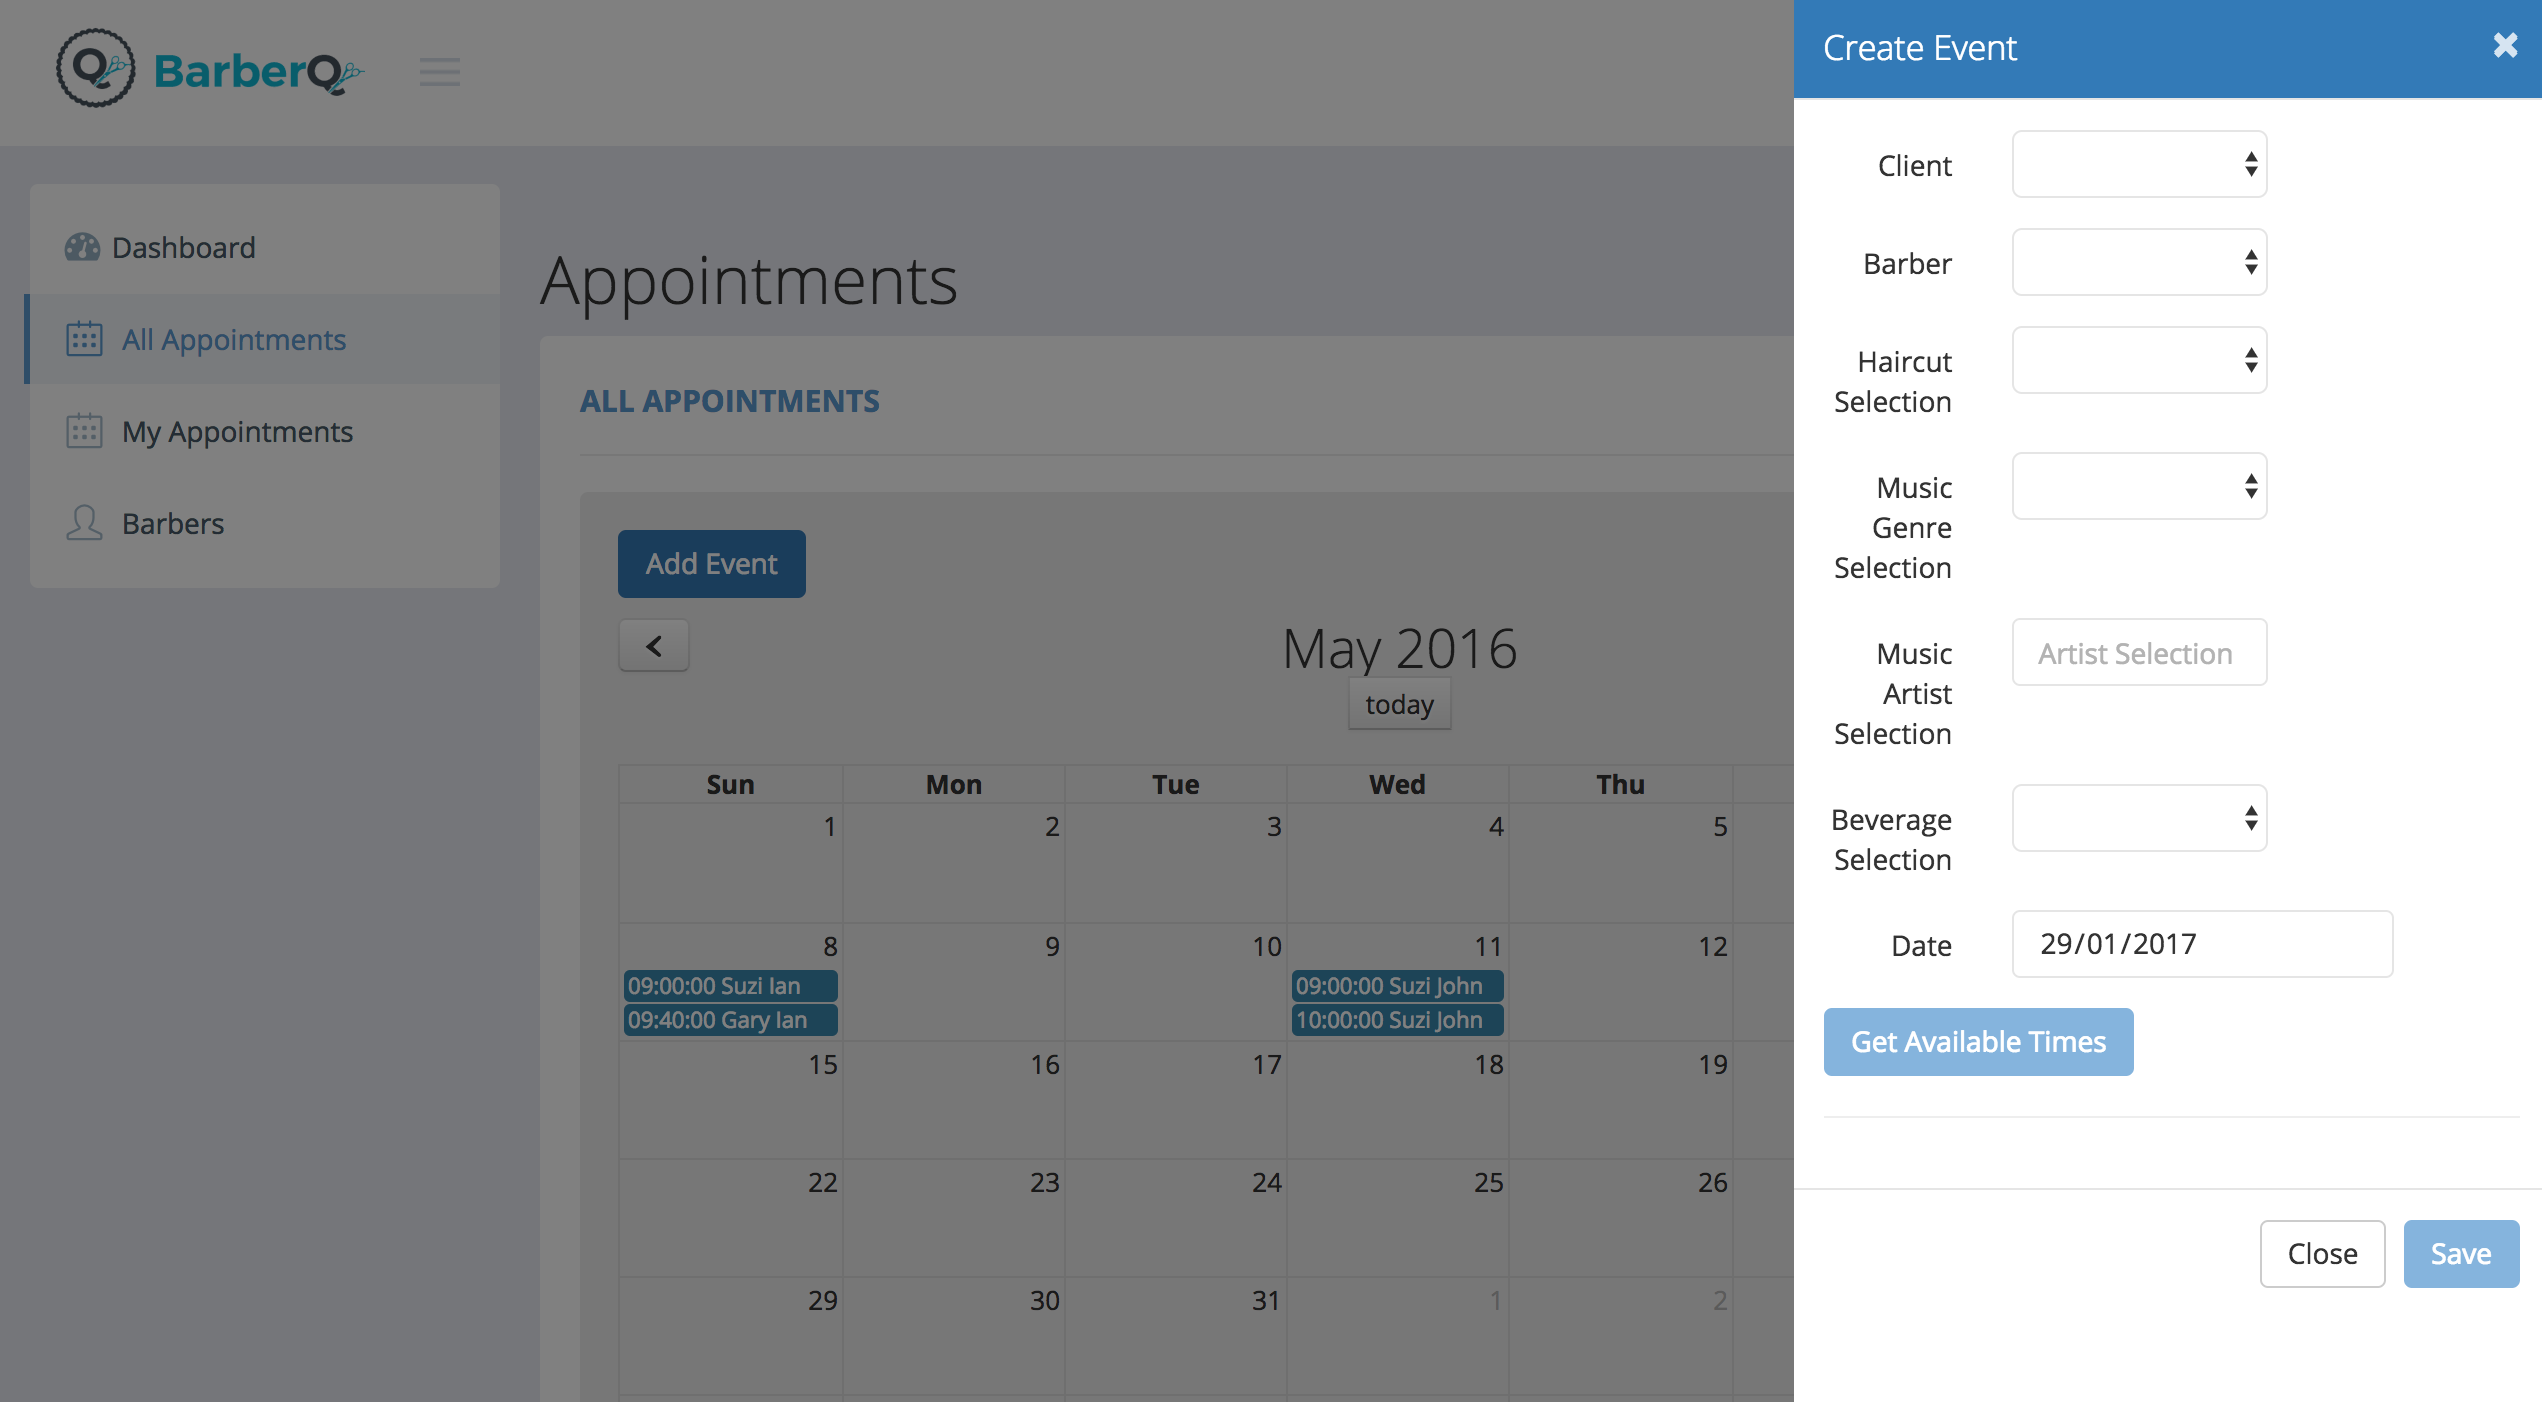 BarberQ
Dashboard
All Appointments
My Appointments
Barbers
Appointments
ALL APPOINTMENTS
Add Event
May 2016
today
Sun Mon Tue Wed Thu
1 2 3 4 5
8 9 10 11 12
09:00:00 Suzi Ian 09:00:00 Suzi John
09:40:00 Gary Ian 10:00:00 Suzi John
15 16 17 18 19
22 23 24 25 26
29 30 31 1 2
Create Event
Client
Barber
Haircut
Selection
Music
Genre
Selection
Music
Artist
Selection
Artist Selection
Beverage
Selection
Date 29/01/2017
Get Available Times
Close Save